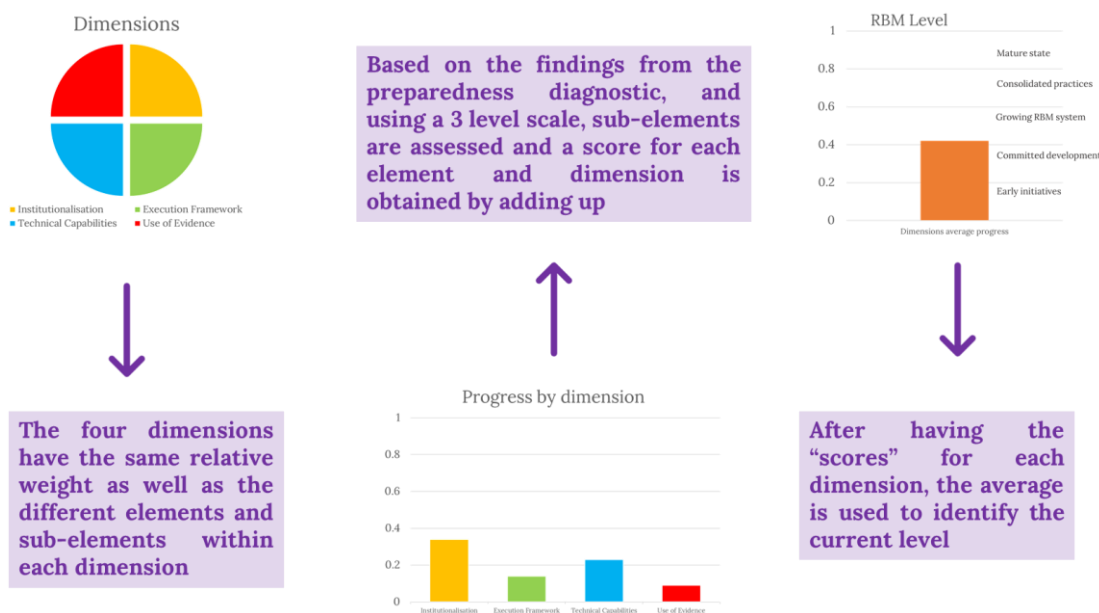 Dimensions
Institutionalisation
Execution Framework
Technical Capabilities
Use of Evidence
The four dimensions
have the same relative
weight as well as the
different elements and
sub-elements within
each dimension
Based on the findings from the
preparedness diagnostic, and
using a 3 level scale, sub-elements
are assessed and a score for each
element and dimension is
obtained by adding up
Progress by dimension
1
0.8
0.6
0.4
0.2
0
Institutionalisation
Execution Framework
Technical Capabilities
Use of Evidence
RBM Level
1
0.8
0.6
0.4
0.2
0
Mature state
Consolidated practices
Growing RBM system
Committed development
Early initiatives
Dimensions average progress
After having the
“scores” for each
dimension, the average
is used to identify the
current level